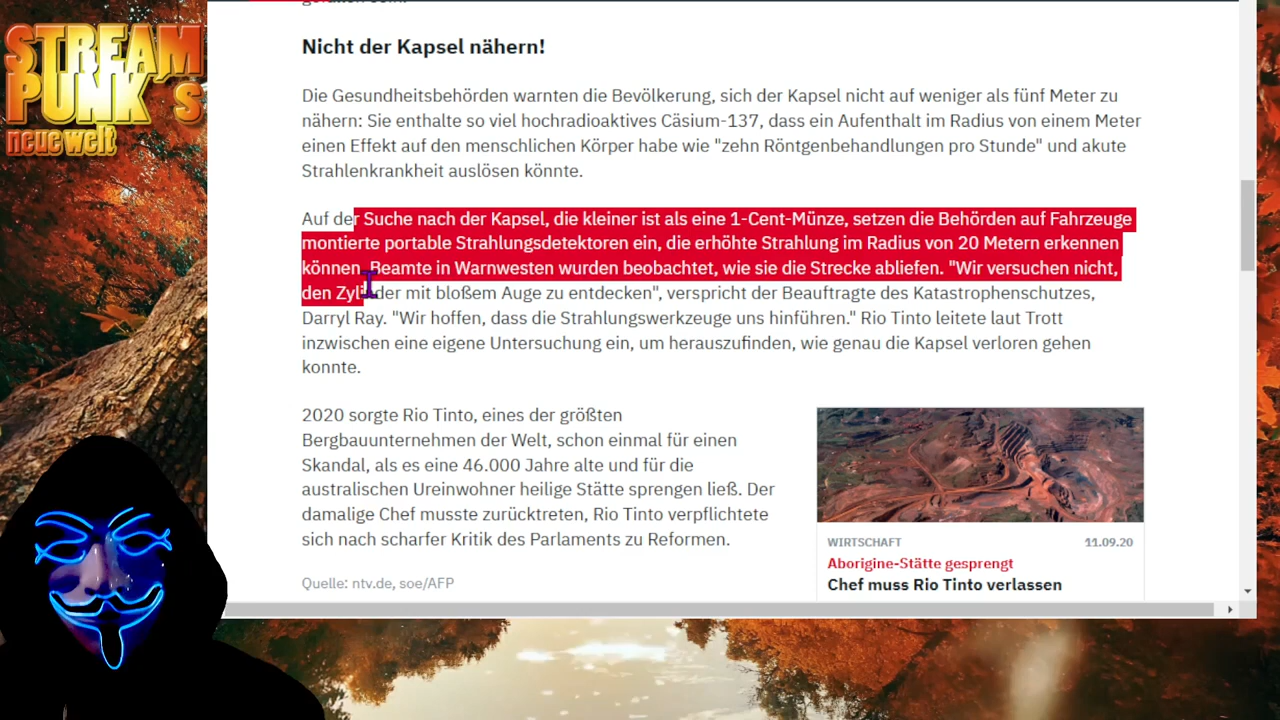 STREAM
PUNK´s
neue welt
Nicht der Kapsel nähern!
Die Gesundheitsbehörden warnten die Bevölkerung, sich der Kapsel nicht auf weniger als fünf Meter zu
nähern: Sie enthalte so viel hochradioaktives Cäsium-137, dass ein Aufenthalt im Radius von einem Meter
einen Effekt auf den menschlichen Körper habe wie "zehn Röntgenbehandlungen pro Stunde" und akute
Strahlenkrankheit auslösen könnte.
Auf der Suche nach der Kapsel, die kleiner ist als eine 1-Cent-Münze, setzen die Behörden auf Fahrzeuge
montierte portable Strahlungsdetektoren ein, die erhöhte Strahlung im Radius von 20 Metern erkennen
können. Beamte in Warnwesten wurden beobachtet, wie sie die Strecke abliefen. "Wir versuchen nicht,
den Zylinder mit bloßem Auge zu entdecken", verspricht der Beauftragte des Katastrophenschutzes,
Darryl Ray. "Wir hoffen, dass die Strahlungswerkzeuge uns hinführen." Rio Tinto leitete laut Trott
inzwischen eine eigene Untersuchung ein, um herauszufinden, wie genau die Kapsel verloren gehen
konnte.
2020 sorgte Rio Tinto, eines der größten
Bergbauunternehmen der Welt, schon einmal für einen
Skandal, als es eine 46.000 Jahre alte und für die
australischen Ureinwohner heilige Stätte sprengen ließ. Der
damalige Chef musste zurücktreten, Rio Tinto verpflichtete
sich nach scharfer Kritik des Parlaments zu Reformen.
Quelle: ntv.de, soe/AFP
WIRTSCHAFT 11.09.20
Aborigine-Stätte gesprengt
Chef muss Rio Tinto verlassen